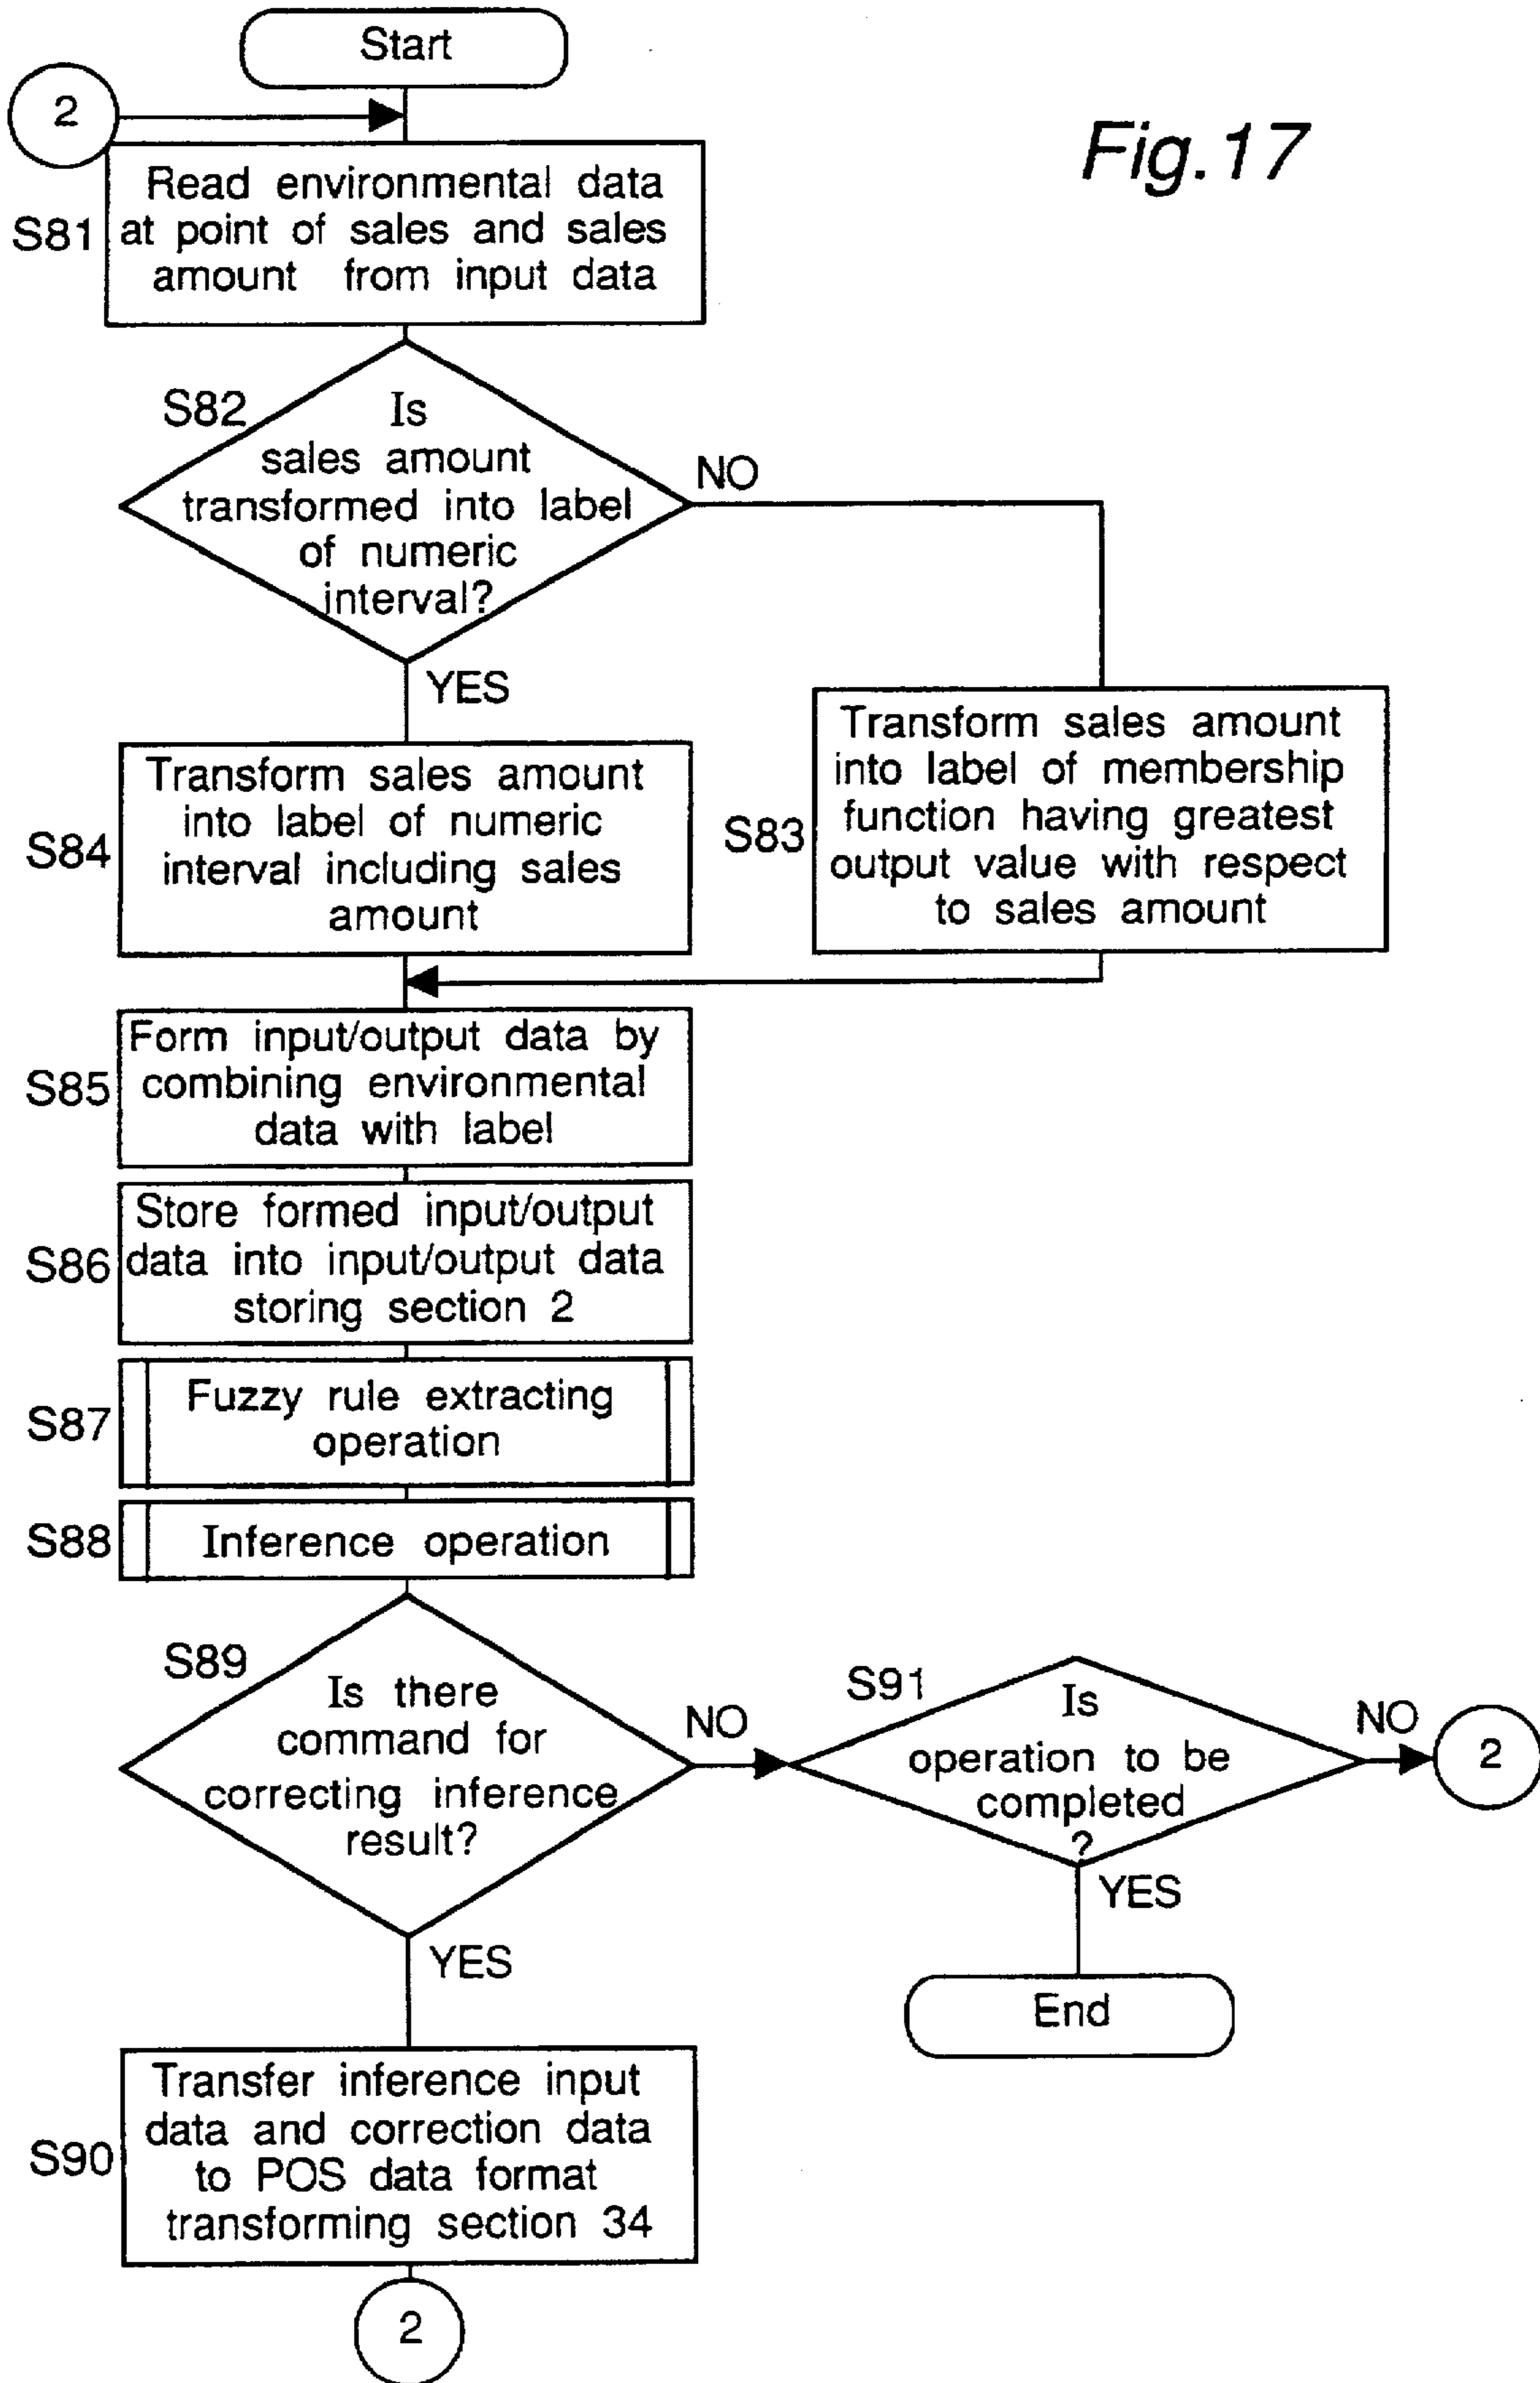 Start
2
Fig.17
Read environmental data
S81
at point of sales and sales
amount from input data
S82
Is
sales amount
transformed into label
of numeric
interval?
NO
YES
Transform sales amount
into label of numeric
interval including sales
amount
S84
Transform sales amount
into label of membership
function having greatest
output value with respect
to sales amount
S83
Form input/output data by
combining environmental
data with label
S85
Store formed input/output
data into input/output data
storing section 2
S86
Fuzzy rule extracting
operation
S87
S88
Inference operation
S89
Is there
command for
correcting inference
result?
NO
S91
Is
operation to be
completed
?
NO
2
YES
End
YES
Transfer inference input
data and correction data
to POS data format
transforming section 34
S90
2